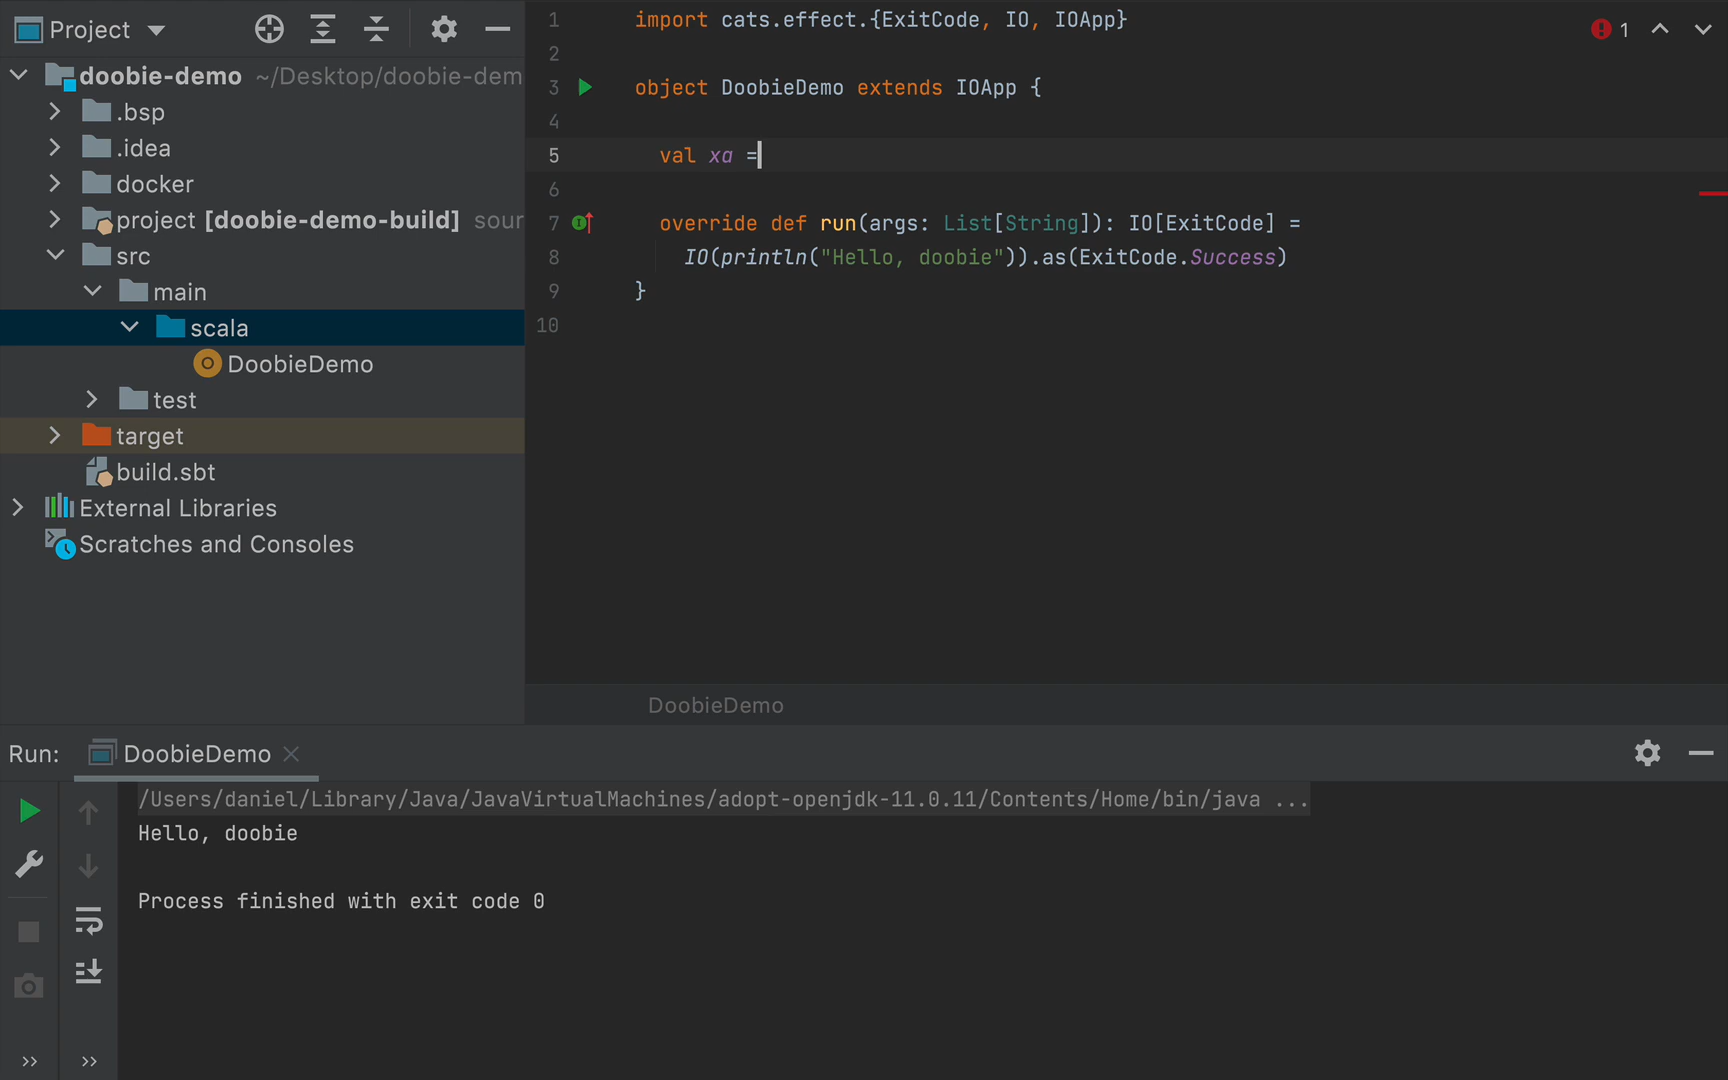 Project
doobie-demo ~/Desktop/doobie-dem
.bsp
.idea
docker
project [doobie-demo-build] sour
src
main
scala
DoobieDemo
test
target
build.sbt
External Libraries
Scratches and Consoles
1 import cats.effect.{ExitCode, IO, IOApp}
2
3 object DoobieDemo extends IOApp {
4
5 val xa =
6
7 override def run(args: List[String]): IO[ExitCode] =
8 IO(println("Hello, doobie")).as(ExitCode.Success)
9 }
10
1
DoobieDemo
Run: DoobieDemo
/Users/daniel/Library/Java/JavaVirtualMachines/adopt-openjdk-11.0.11/Contents/Home/bin/java ...
Hello, doobie
Process finished with exit code 0